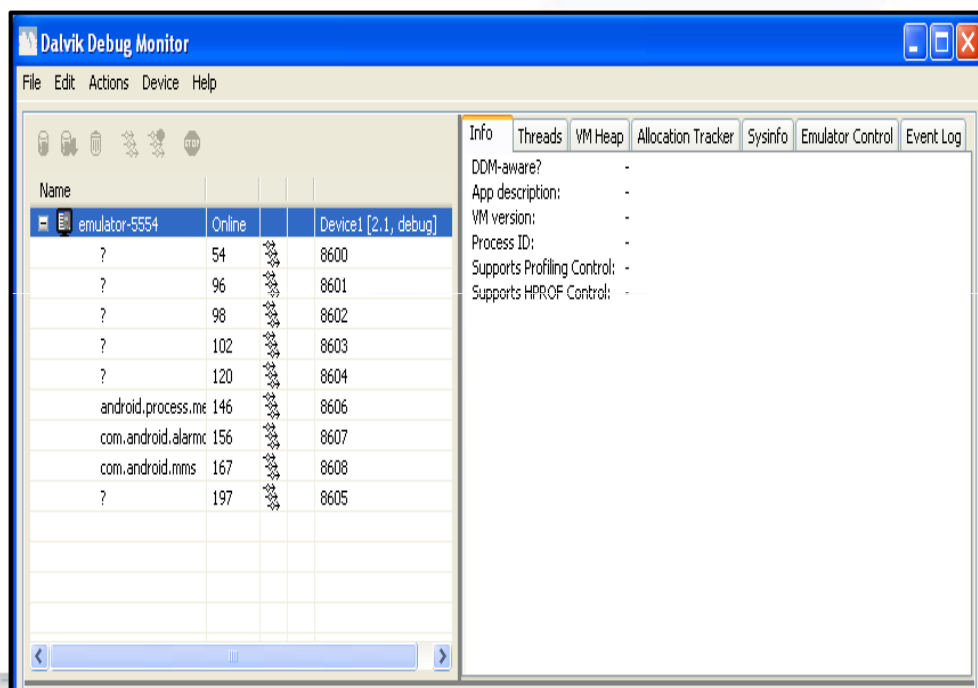 Dalvik Debug Monitor
File Edit Actions Device Help
STOP
Name
emulator-5554 Online Device1 [2.1, debug]
? 54 8600
? 96 8601
? 98 8602
? 102 8603
? 120 8604
android.process.me 146 8606
com.android.alarmc 156 8607
com.android.mms 167 8608
? 197 8605
Info Threads VM Heap Allocation Tracker Sysinfo Emulator Control Event Log
DDM-aware? -
App description: -
VM version: -
Process ID: -
Supports Profiling Control: -
Supports HPROF Control: -